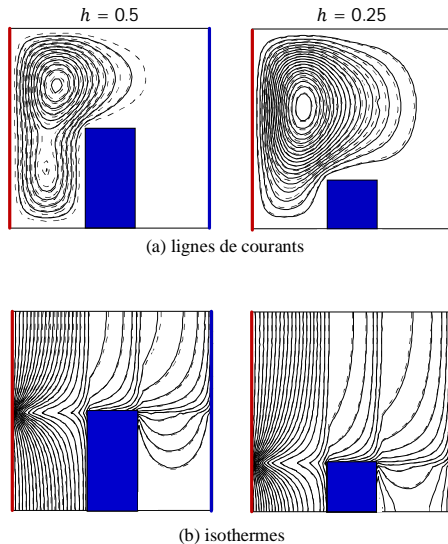 h = 0.5
h = 0.25
(a) lignes de courants
(b) isothermes